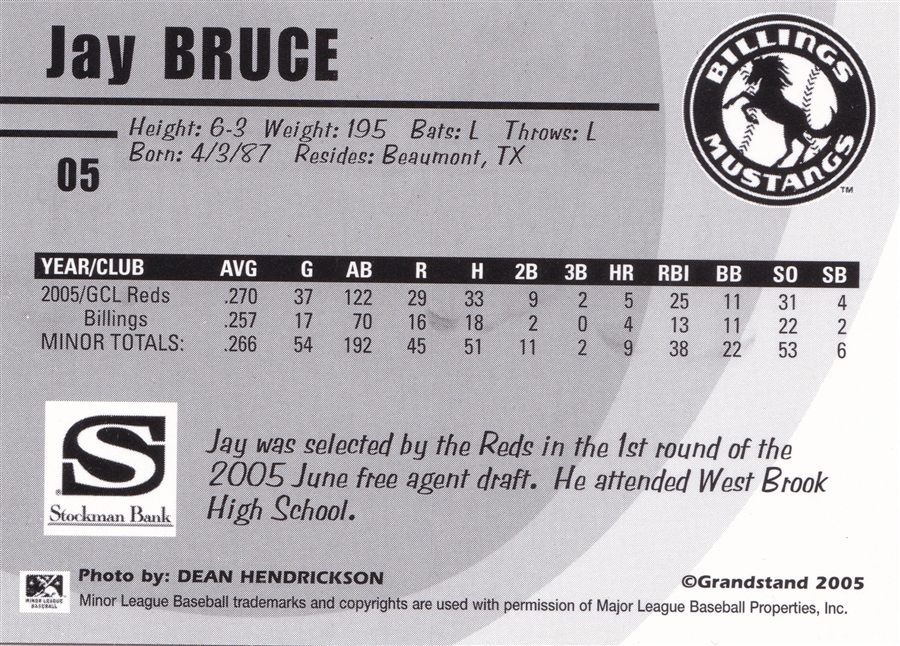 Jay BRUCE
BILLINGS
MUSTANGS
TM
Height: 6-3 Weight: 195 Bats: L Throws: L
Born: 4/3/87 Resides: Beaumont, TX
05
YEAR/CLUB AVG G AB R H 2B 3B HR RBI BB SO SB
2005/GCL Reds .270 37 122 29 33 9 2 5 25 11 31 4
Billings .257 17 70 16 18 2 0 4 13 11 22 2
MINOR TOTALS: .266 54 192 45 51 11 2 9 38 22 53 6
S
®
Stockman Bank
Jay was selected by the Reds in the 1st round of the
2005 June free agent draft. He attended West Brook
High School.
Photo by: DEAN HENDRICKSON
©Grandstand 2005
MINOR LEAGUE
BASEBALL
Minor League Baseball trademarks and copyrights are used with permission of Major League Baseball Properties, Inc.